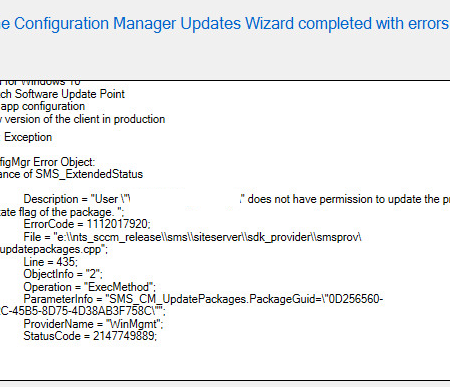 e Configuration Manager Updates Wizard completed with errors
for Windows 10
ch Software Update Point
app configuration
version of the client in production
Exception
figMgr Error Object:
ance of SMS_ExtendedStatus
Description = "User \"\ ." does not have permission to update the pr
ate flag of the package. ";
ErrorCode = 1112017920;
File = "e:\\nts_sccm_release\\sms\\siteserver\\sdk_provider\\smsprov\
updatepackages.cpp";
Line = 435;
ObjectInfo = "2";
Operation = "ExecMethod";
ParameterInfo = "SMS_CM_UpdatePackages.PackageGuid=\"0D256560-
C-45B5-8D75-4D38AB3F758C\"";
ProviderName = "WinMgmt";
StatusCode = 2147749889;